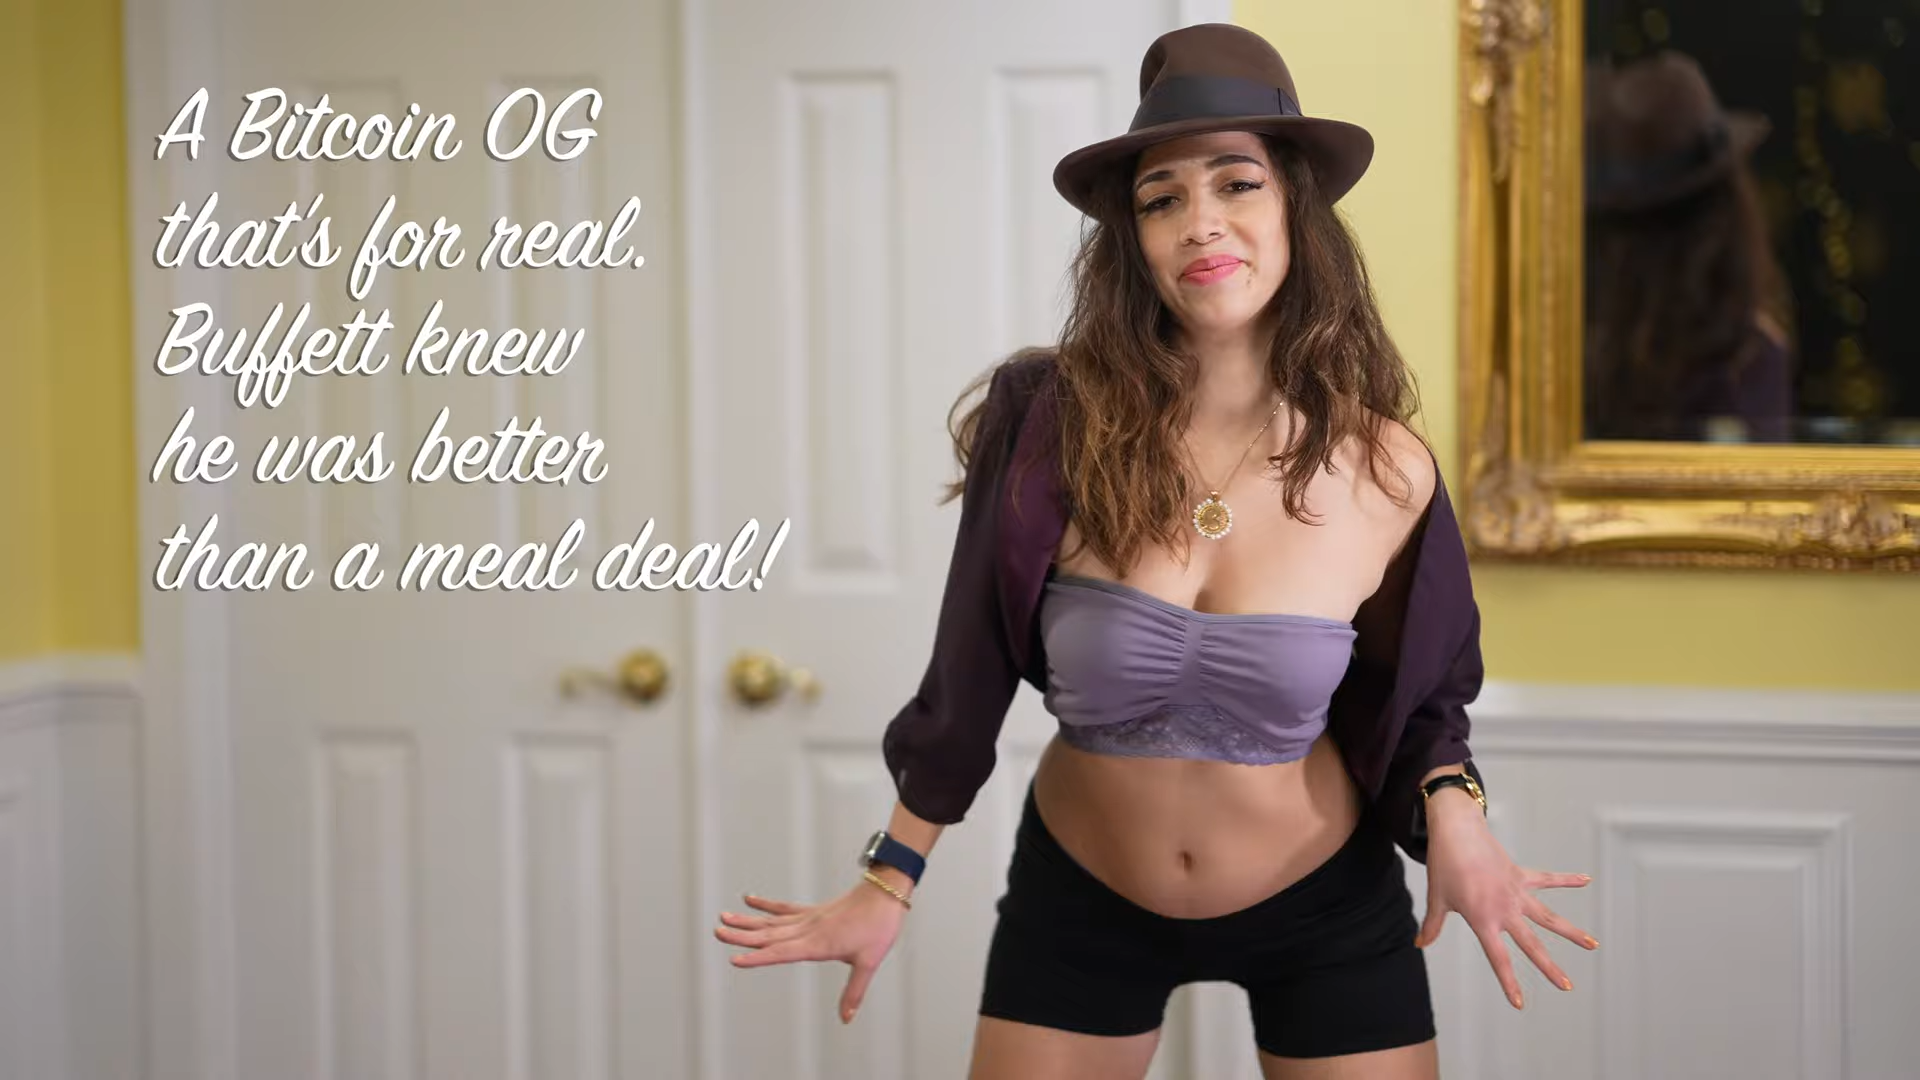 A Bitcoin OG
that's for real.
Buffett knew
he was better
than a meal deal!